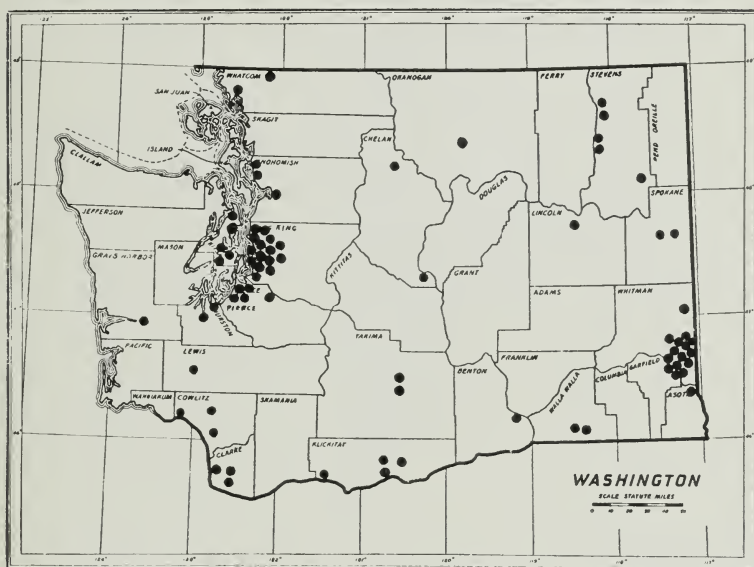 WHATCOM
OKANOGAN
FERRY
STEVENS
PEND OREILLE
SAN JUAN
SKAGIT
ISLAND
CHELAN
CLALLAM
SNOHOMISH
DOUGLAS
JEFFERSON
LINCOLN
SPOKANE
KING
MASON
GRAYS HARBOR
KITTITAS
GRANT
ADAMS
WHITMAN
PIERCE
THURSTON
PACIFIC
LEWIS
YAKIMA
BENTON
FRANKLIN
COLUMBIA
GARFIELD
WALLA WALLA
ASOTIN
WAHKIAKUM
COWLITZ
SKAMANIA
KLICKITAT
CLARKE
WASHINGTON
SCALE STATUTE MILES